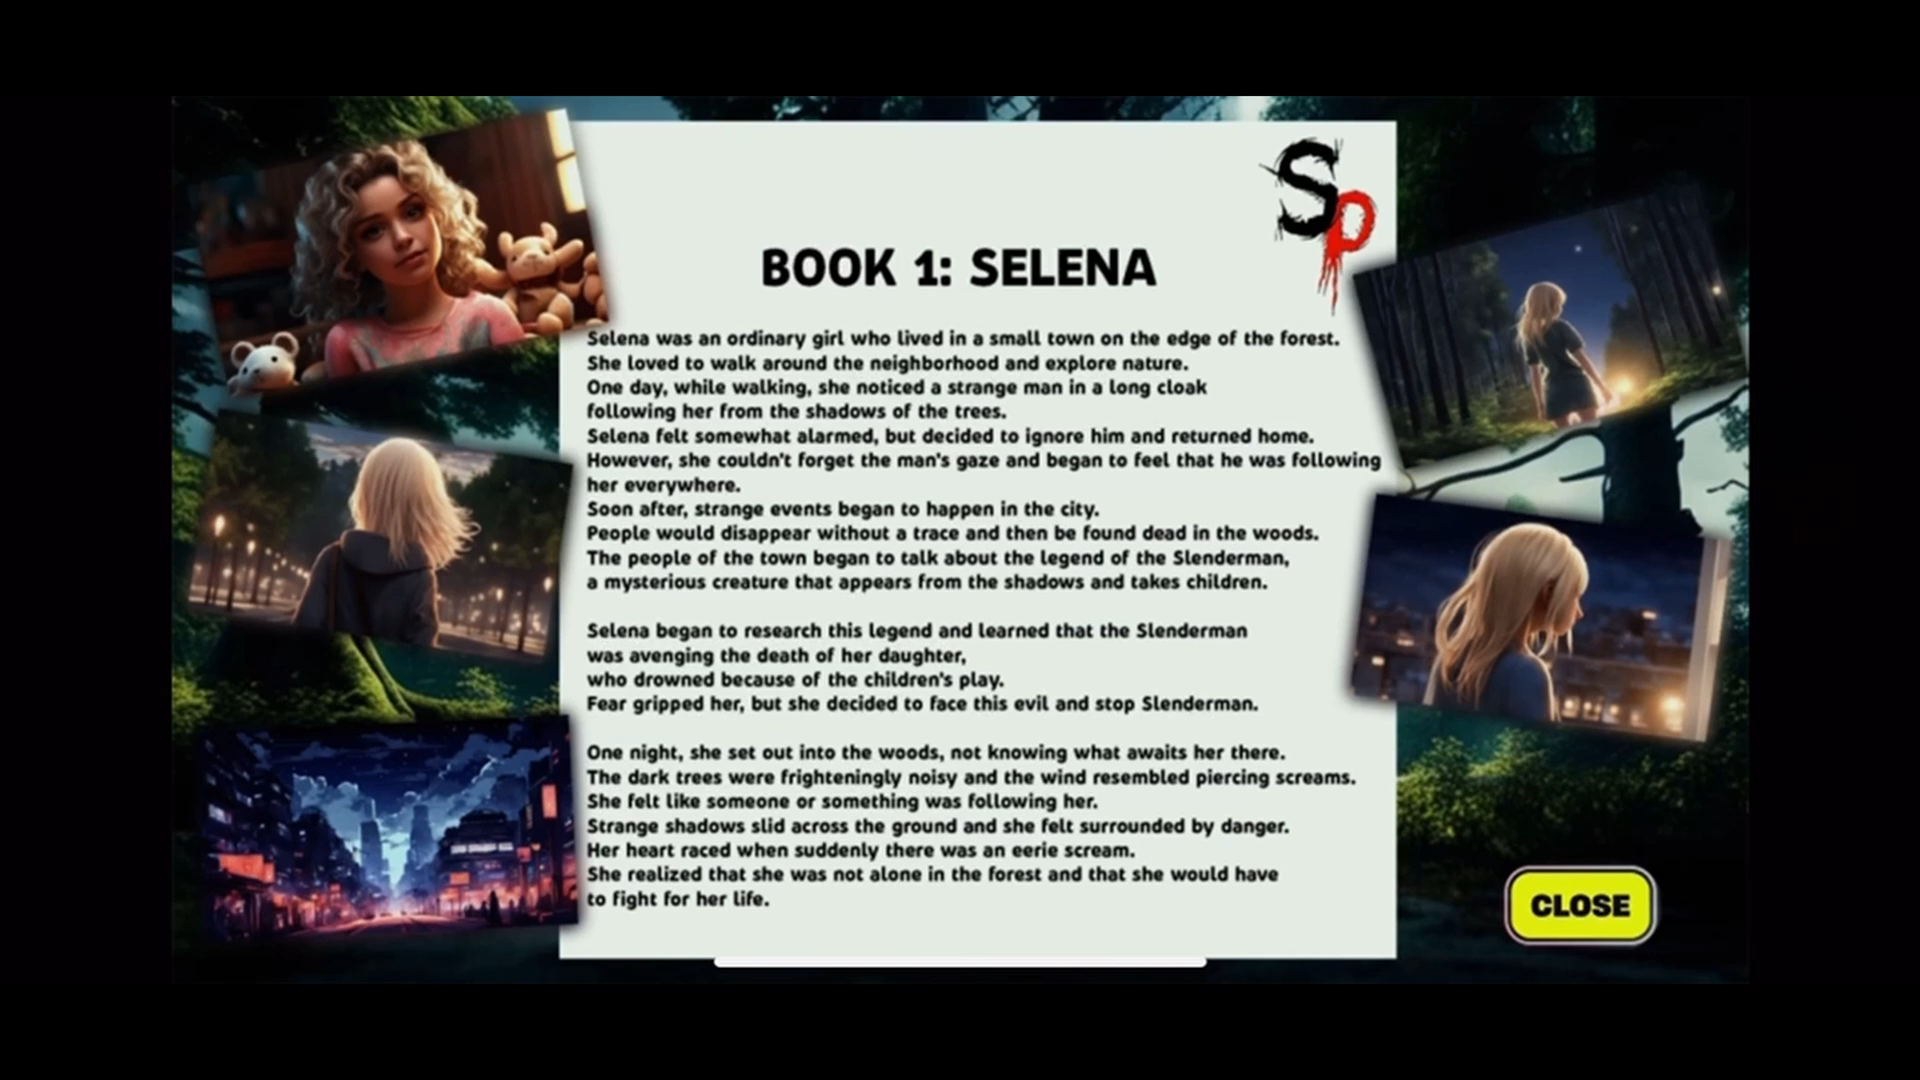 SP
BOOK 1: SELENA
Selena was an ordinary girl who lived in a small town on the edge of the forest.
She loved to walk around the neighborhood and explore nature.
One day, while walking, she noticed a strange man in a long cloak
following her from the shadows of the trees.
Selena felt somewhat alarmed, but decided to ignore him and returned home.
However, she couldn't forget the man's gaze and began to feel that he was following
her everywhere.
Soon after, strange events began to happen in the city.
People would disappear without a trace and then be found dead in the woods.
The people of the town began to talk about the legend of the Slenderman,
a mysterious creature that appears from the shadows and takes children.
Selena began to research this legend and learned that the Slenderman
was avenging the death of her daughter,
who drowned because of the children's play.
Fear gripped her, but she decided to face this evil and stop Slenderman.
One night, she set out into the woods, not knowing what awaits her there.
The dark trees were frighteningly noisy and the wind resembled piercing screams.
She felt like someone or something was following her.
Strange shadows slid across the ground and she felt surrounded by danger.
Her heart raced when suddenly there was an eerie scream.
She realized that she was not alone in the forest and that she would have
to fight for her life.
CLOSE